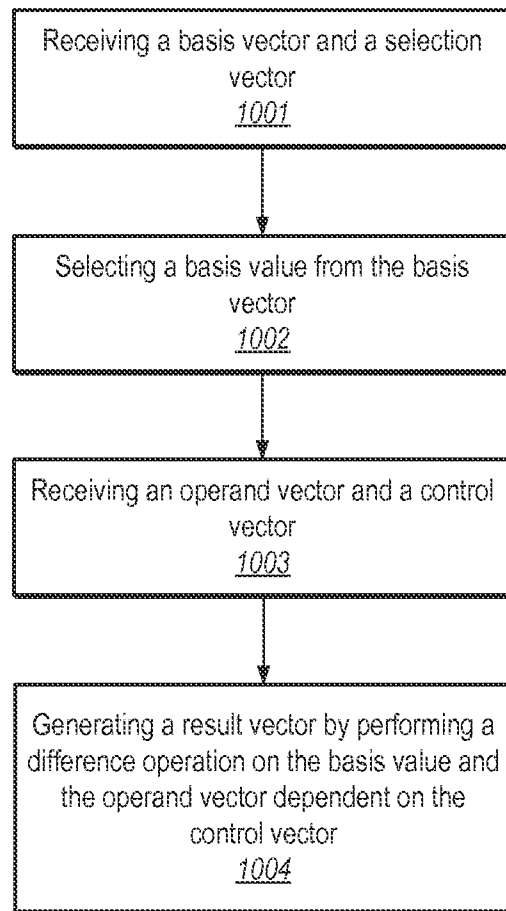 Receiving a basis vector and a selection
vector
1001
Selecting a basis value from the basis
vector
1002
Receiving an operand vector and a control
vector
1003
Generating a result vector by performing a
difference operation on the basis value and
the operand vector dependent on the
control vector
1004